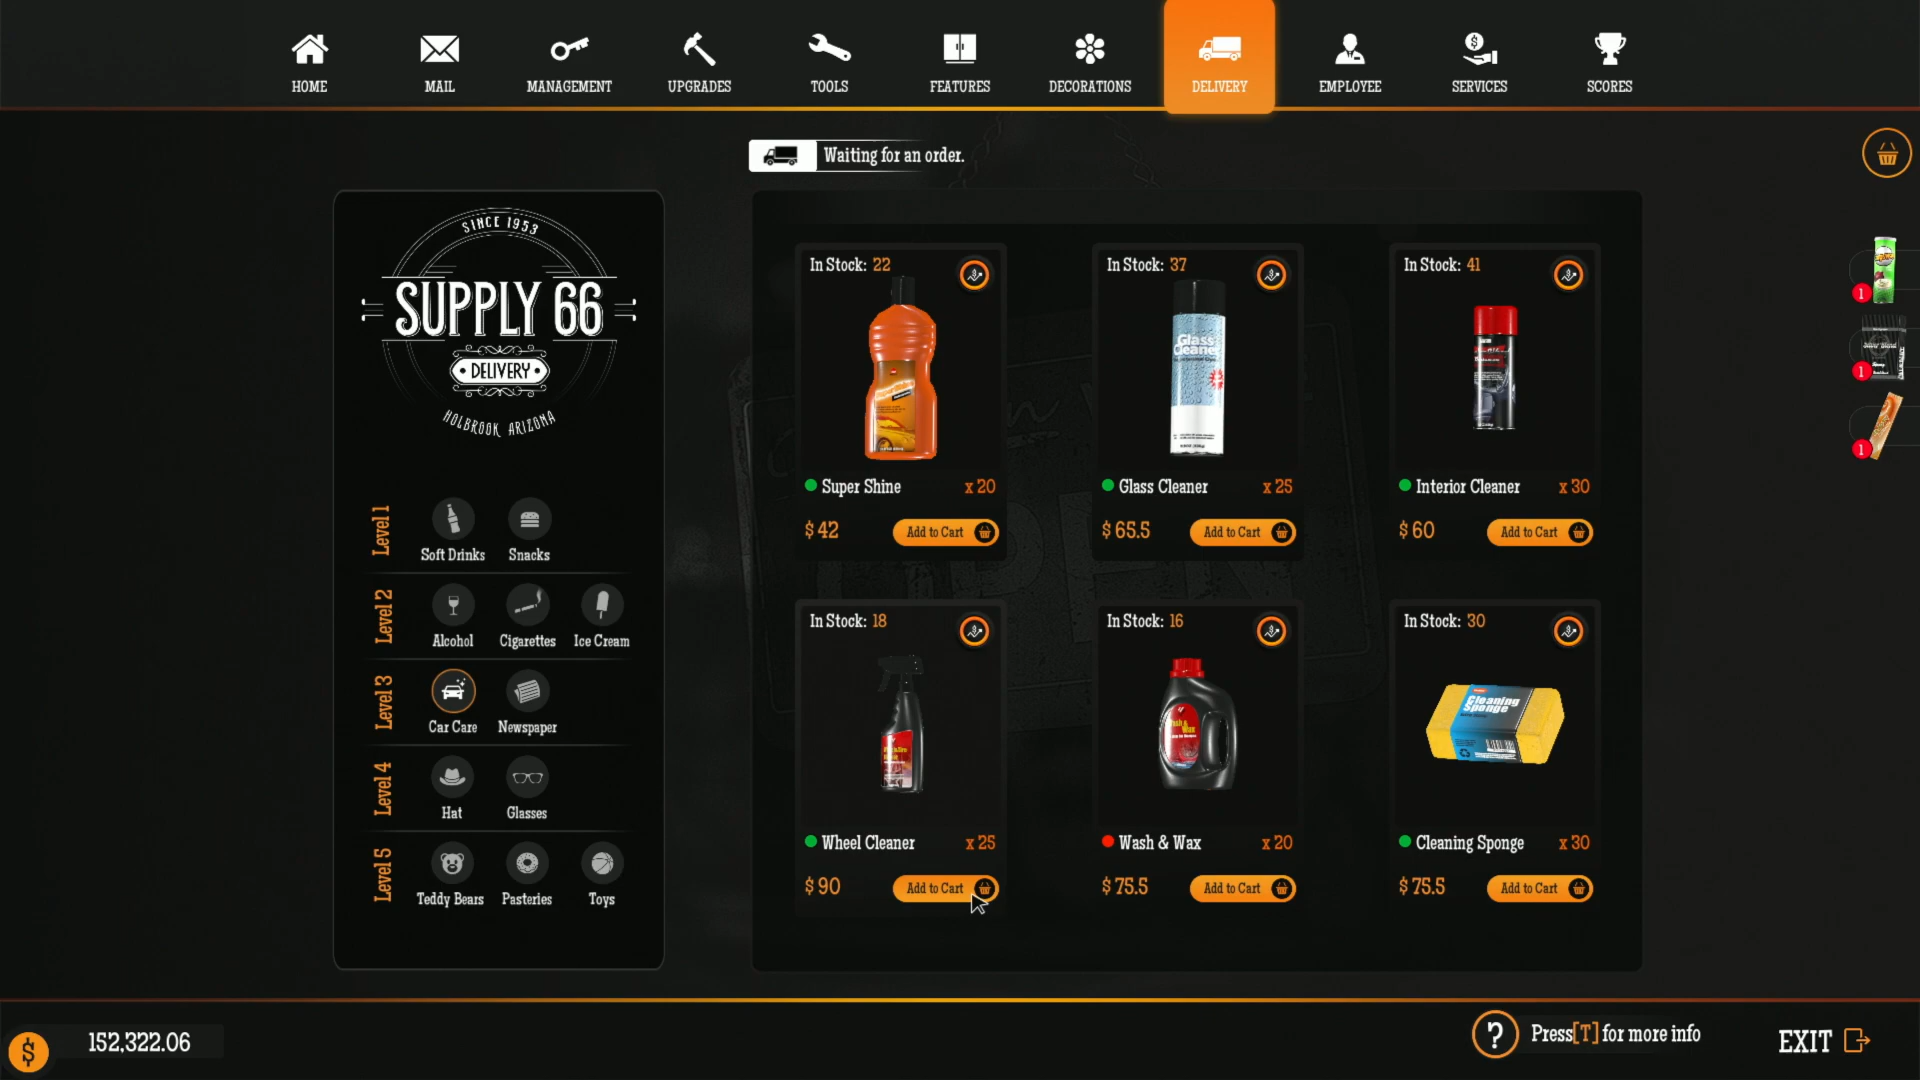 HOME
MAIL
MANAGEMENT
UPGRADES
TOOLS
FEATURES
DECORATIONS
DELIVERY
EMPLOYEE
SERVICES
SCORES
Waiting for an order.
SINCE 1953
SUPPLY 66
DELIVERY
HOLBROOK ARIZONA
Level 1
Soft Drinks
Snacks
Level 2
Alcohol
Cigarettes
Ice Cream
Level 3
Car Care
Newspaper
Level 4
Hat
Glasses
Level 5
Teddy Bears
Pasteries
Toys
In Stock: 22
Super Shine x 20
$ 42 Add to Cart
In Stock: 37
Glass
Cleaner
Glass Cleaner x 25
$ 65.5 Add to Cart
In Stock: 41
Interior Cleaner x 30
$ 60 Add to Cart
In Stock: 18
Wheel Cleaner x 25
$ 90 Add to Cart
In Stock: 16
Wash & Wax x 20
$ 75.5 Add to Cart
In Stock: 30
Cleaning
Sponge
Cleaning Sponge x 30
$ 75.5 Add to Cart
1
1
1
$ 152,322.06
? Press[T] for more info
EXIT